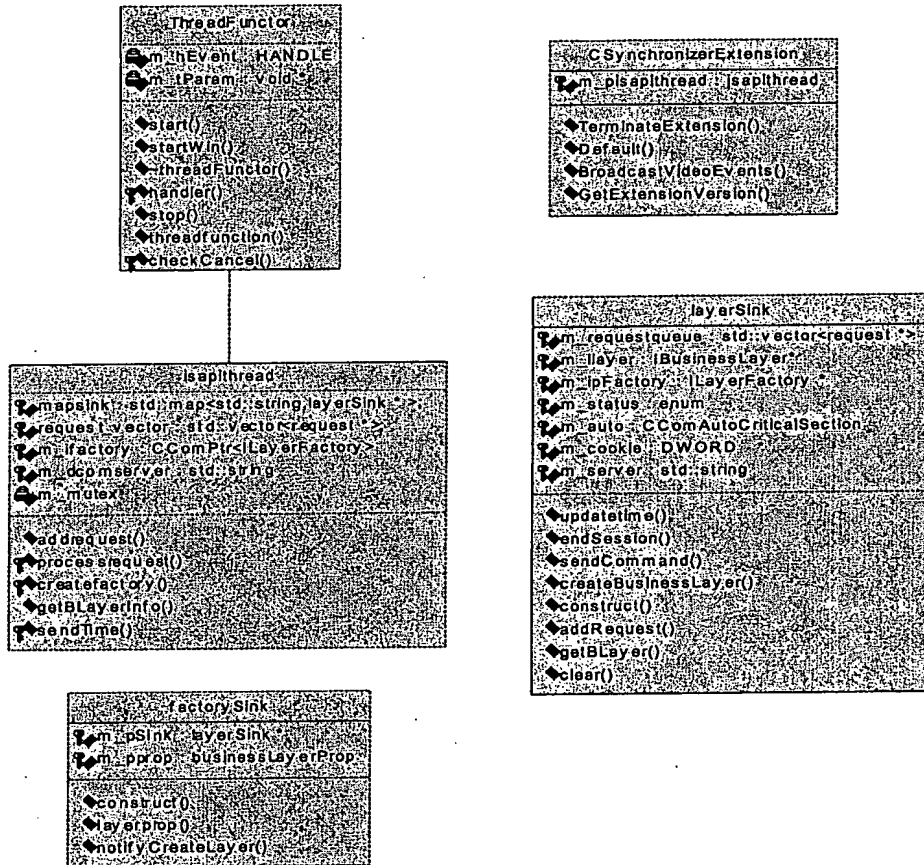 ThreadFunctor
m_hEvent : HANDLE
m_tParam : void *
start()
startWin()
~threadFunctor()
handler()
stop()
threadfunction()
checkCancel()
CSynchronizerExtension
m_pisapithread : isapithread
TerminateExtension()
Default()
BroadcastVideoEvents()
GetExtensionVersion()
isapithread
mapsink : std::map<std::string,layerSink *>
request_vector : std::vector<request *>
m_ifactory : CComPtr<ILayerFactory>
m_dcomserver : std::string
m_mutex
addrequest()
processrequest()
createfactory()
getBLayerInfo()
sendTime()
layerSink
m_requestqueue : std::vector<request *>
m_ilayer : IBusinessLayer*
m_ipFactory : ILayerFactory *
m_status : enum
m_auto : CComAutoCriticalSection
m_cookie : DWORD
m_server : std::string
updatetime()
endSession()
sendCommand()
createBusinessLayer()
construct()
addRequest()
getBLayer()
clear()
factorySink
m_pSink : layerSink *
m_pprop : businessLayerProp
construct()
layerprop()
notifyCreateLayer()